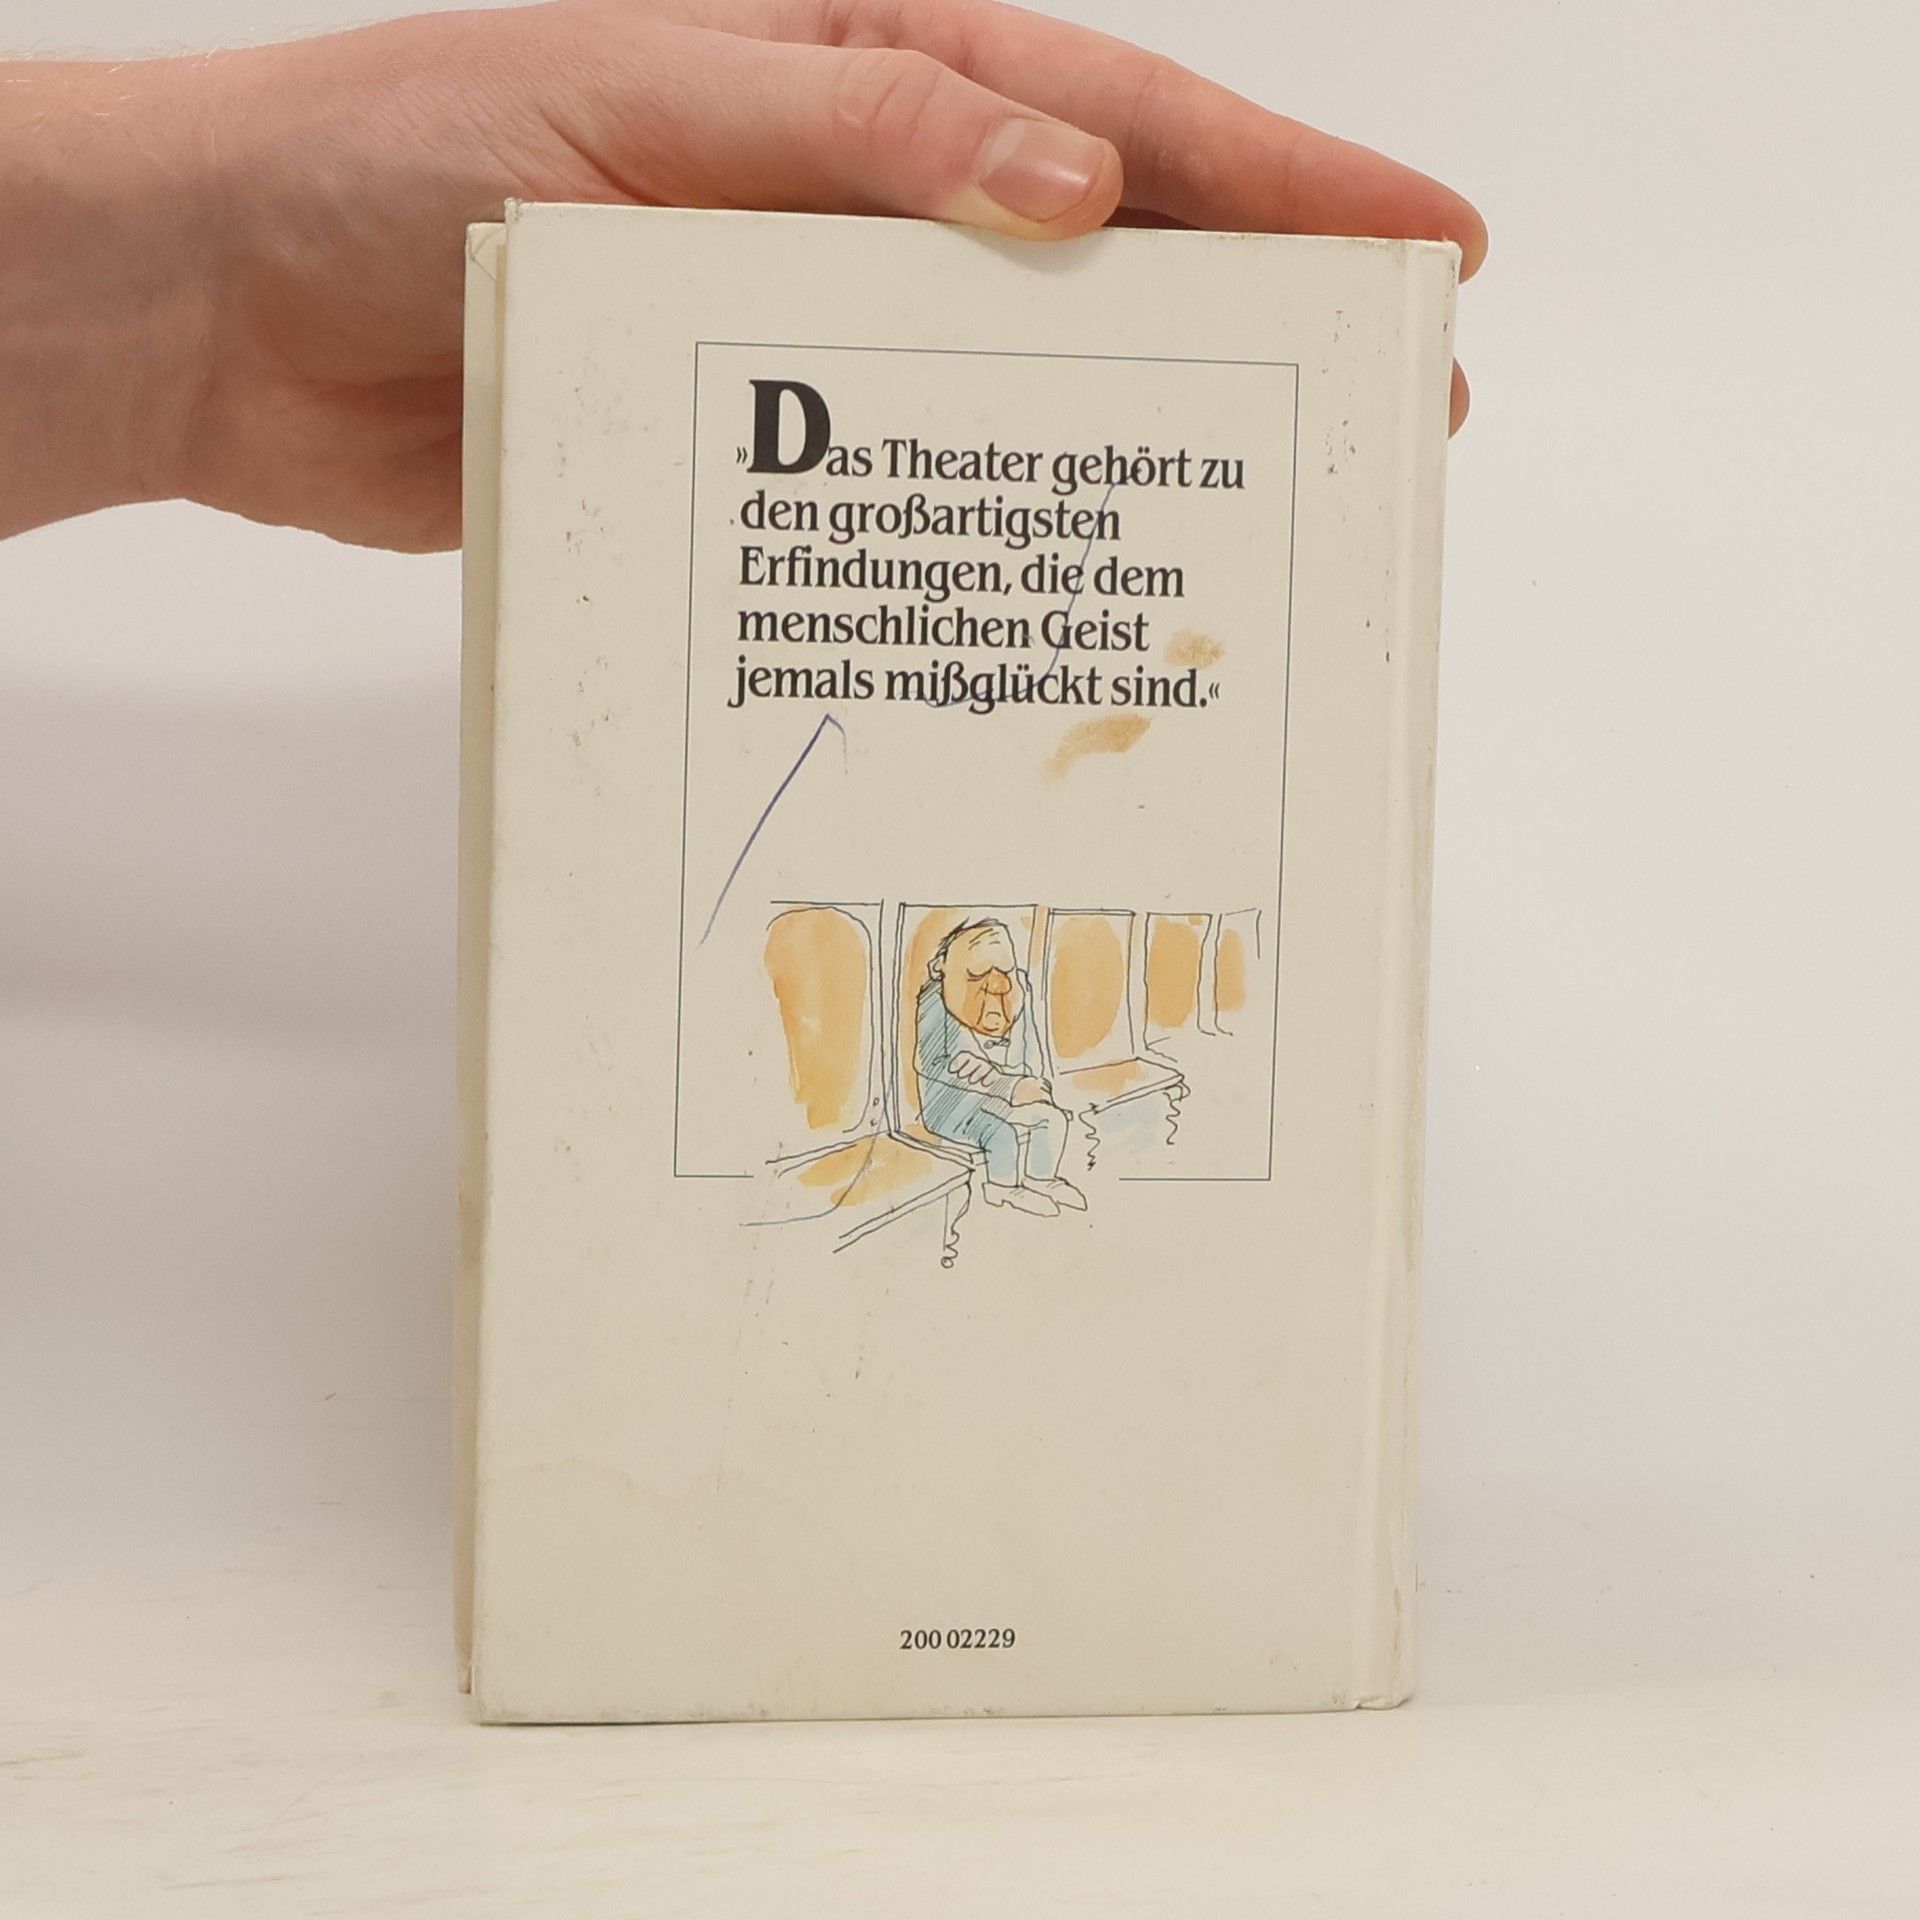 »Das Theater gehört zu
den großartigsten
Erfindungen, die dem
menschlichen Geist
jemals mißglückt sind.«
200 02229